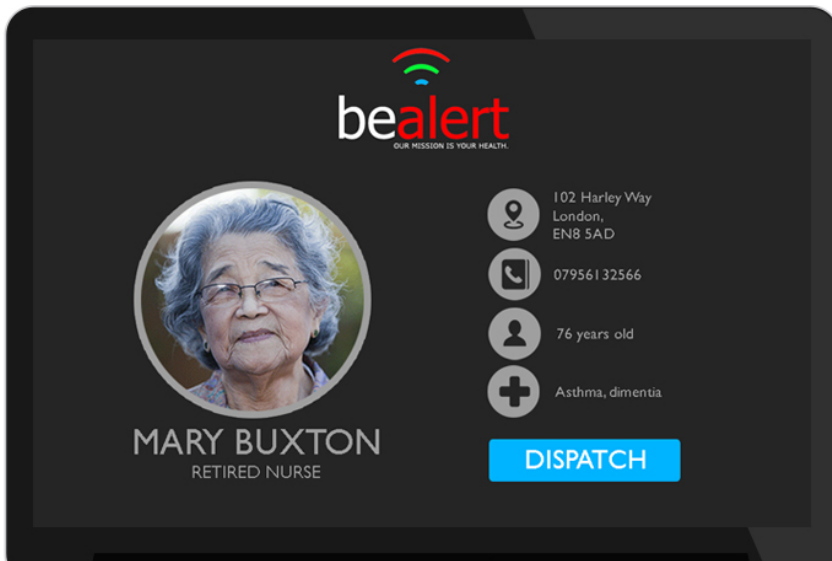 bealert
OUR MISSION IS YOUR HEALTH.
102 Harley Way
London,
EN8 5AD
07956132566
76 years old
Asthma, dimentia
MARY BUXTON
RETIRED NURSE
DISPATCH